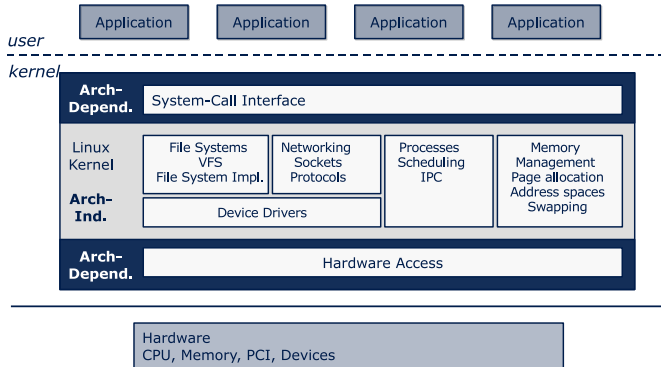 Application
Application
Application
Application
user
kernel
Arch-
Depend.
System-Call Interface
Linux
Kernel
Arch-
Ind.
File Systems
VFS
File System Impl.
Networking
Sockets
Protocols
Processes
Scheduling
IPC
Memory
Management
Page allocation
Address spaces
Swapping
Device Drivers
Arch-
Depend.
Hardware Access
Hardware
CPU, Memory, PCI, Devices